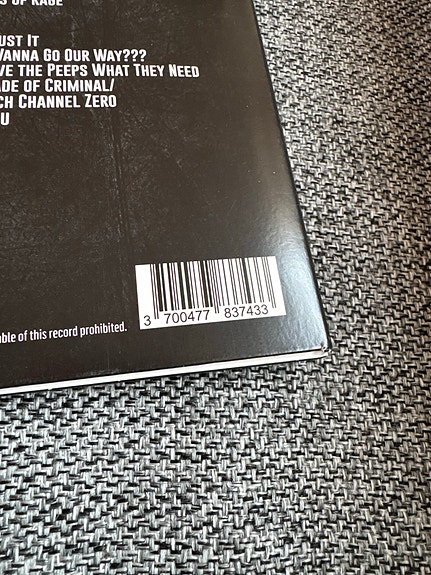 OF RAGE
UST IT
WANNA GO OUR WAY???
VE THE PEEPS WHAT THEY NEED
ADE OF CRIMINAL/
CH CHANNEL ZERO
U
able of this record prohibited.
3 700477 837433